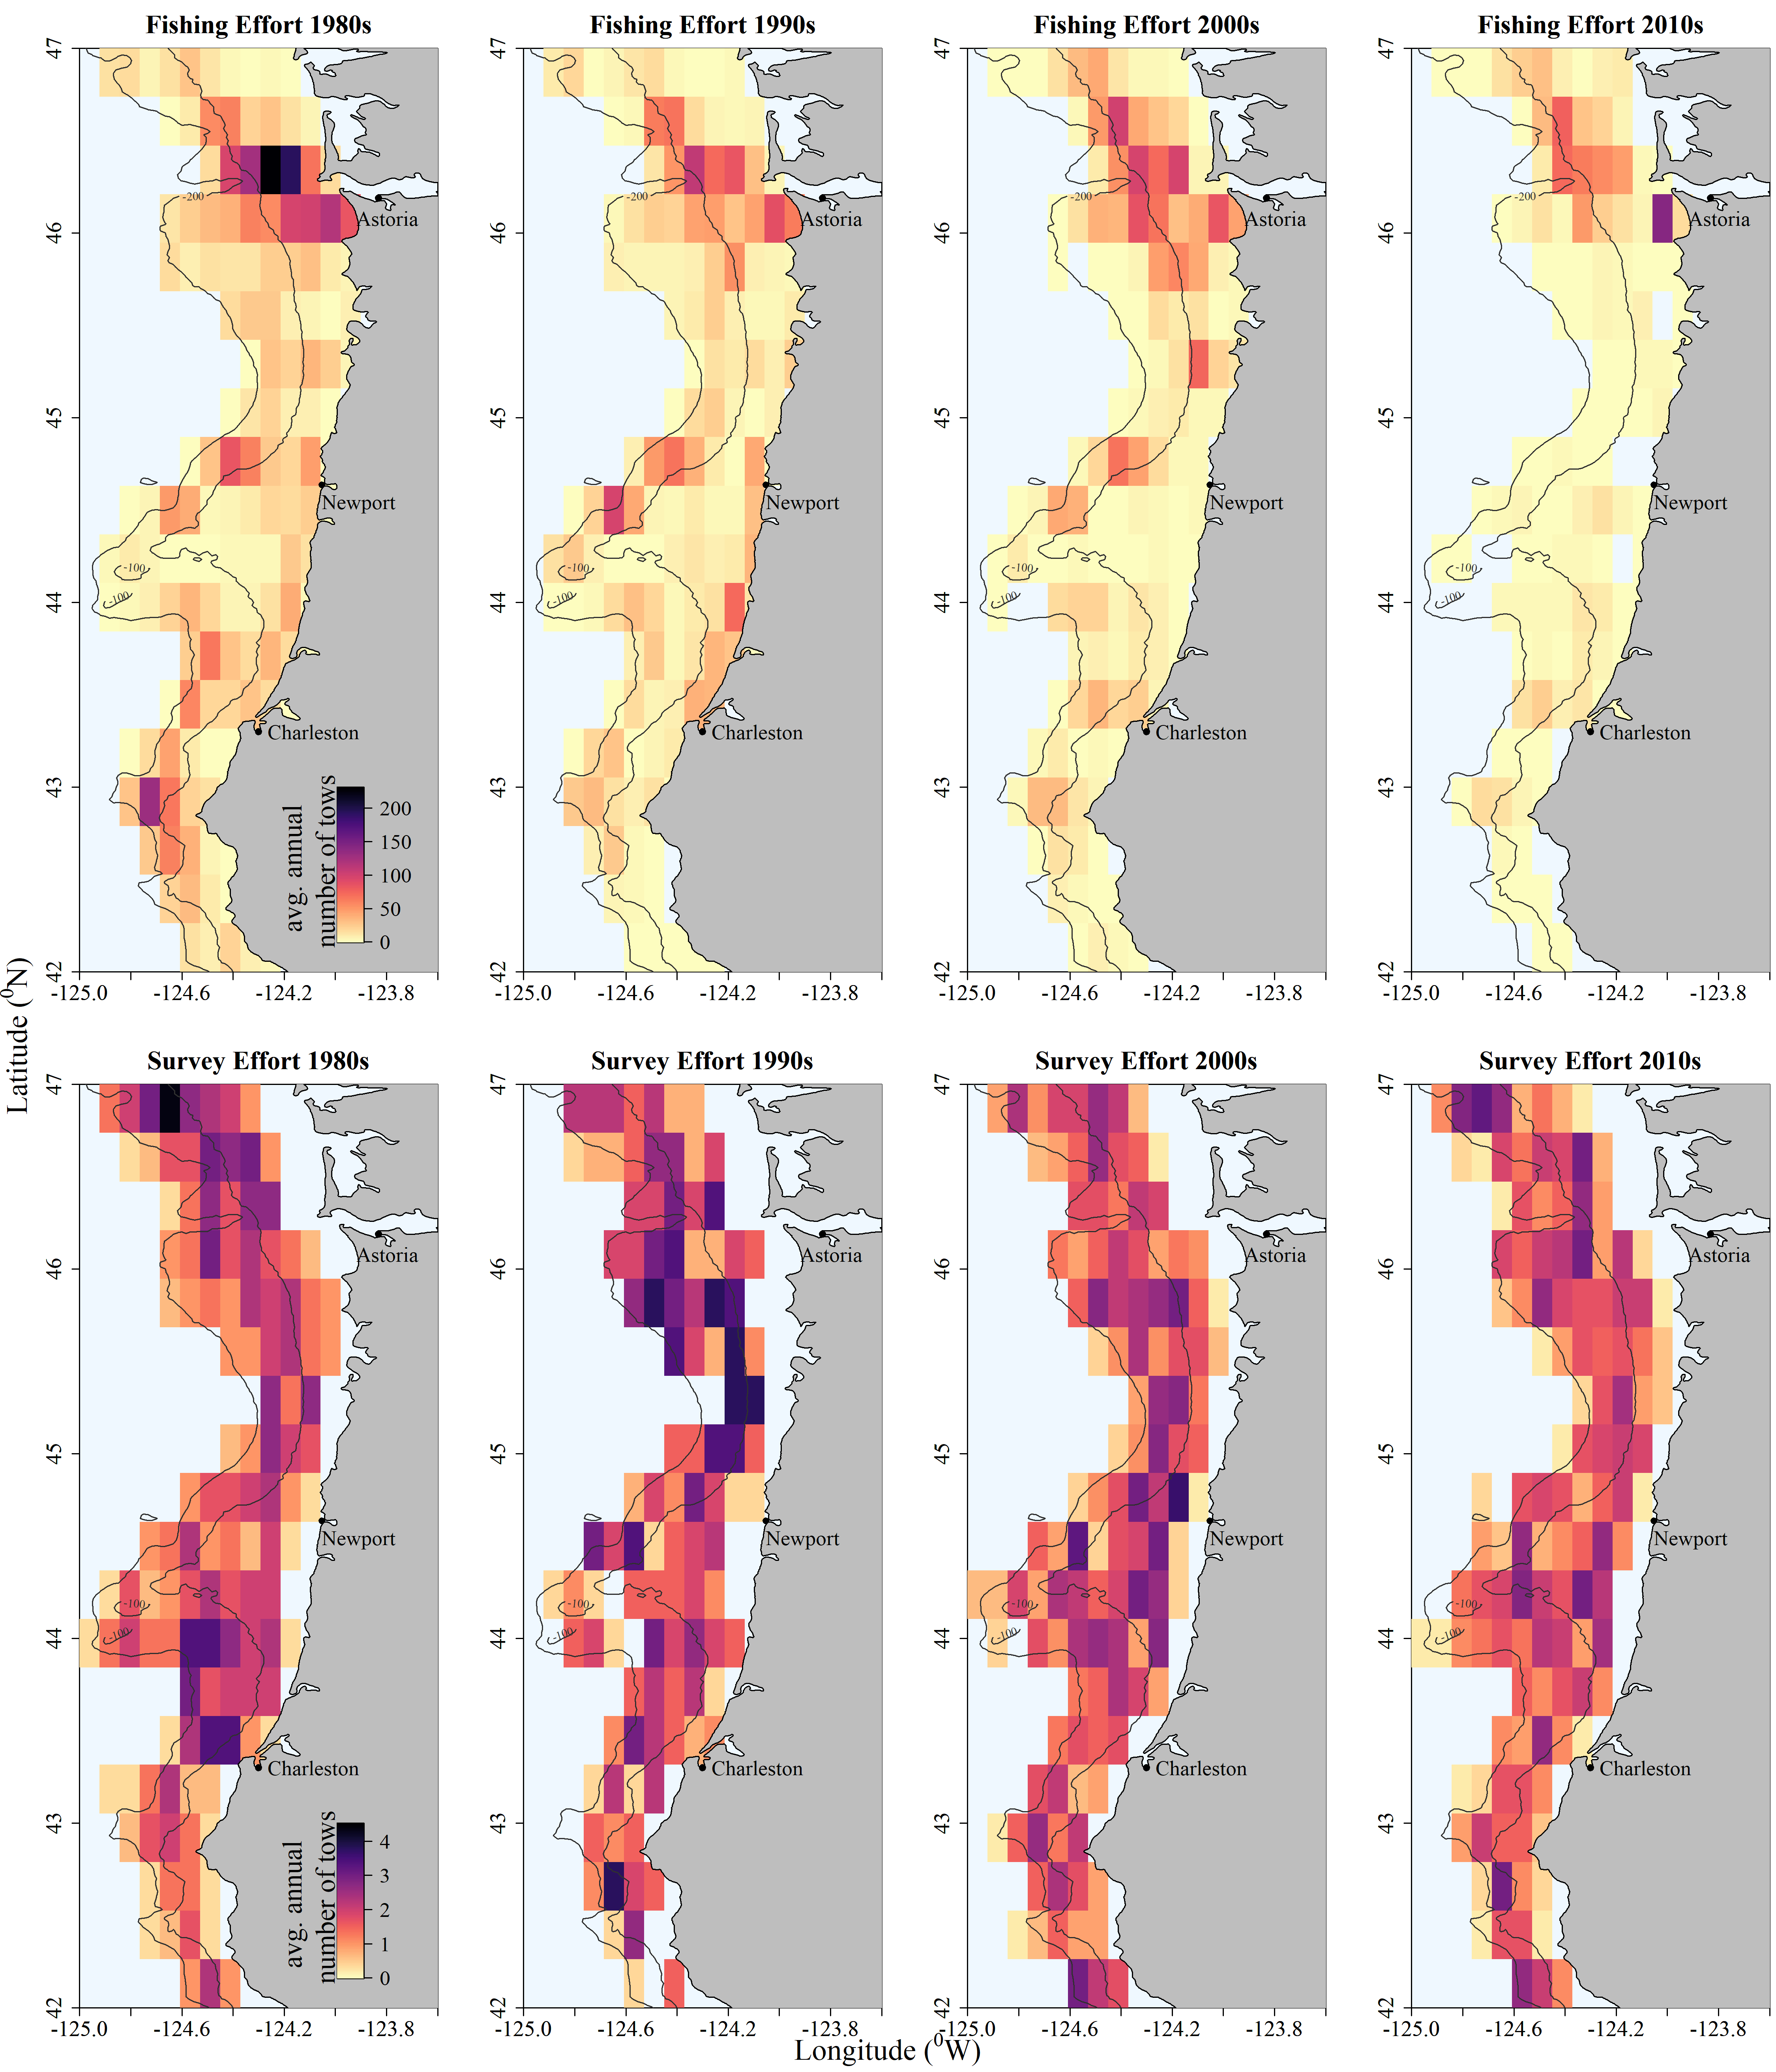 Fishing Effort 1980s
Fishing Effort 1990s
Fishing Effort 2000s
Fishing Effort 2010s
47
46
45
44
43
42
-200
-100
-100
Astoria
Newport
Charleston
avg. annual
number of tows
200
150
100
50
0
-125.0 -124.6 -124.2 -123.8
47
46
45
44
43
42
-200
-100
-100
Astoria
Newport
Charleston
-125.0 -124.6 -124.2 -123.8
47
46
45
44
43
42
-200
-100
-100
Astoria
Newport
Charleston
-125.0 -124.6 -124.2 -123.8
47
46
45
44
43
42
-200
-100
-100
Astoria
Newport
Charleston
-125.0 -124.6 -124.2 -123.8
Latitude (⁰N)
Survey Effort 1980s
Survey Effort 1990s
Survey Effort 2000s
Survey Effort 2010s
47
46
45
44
43
42
-100
-100
Astoria
Newport
Charleston
avg. annual
number of tows
4
3
2
1
0
-125.0 -124.6 -124.2 -123.8
47
46
45
44
43
42
-100
-100
Astoria
Newport
Charleston
-125.0 -124.6 -124.2 -123.8
47
46
45
44
43
42
-100
-100
Astoria
Newport
Charleston
-125.0 -124.6 -124.2 -123.8
47
46
45
44
43
42
-100
-100
Astoria
Newport
Charleston
-125.0 -124.6 -124.2 -123.8
Longitude (⁰W)